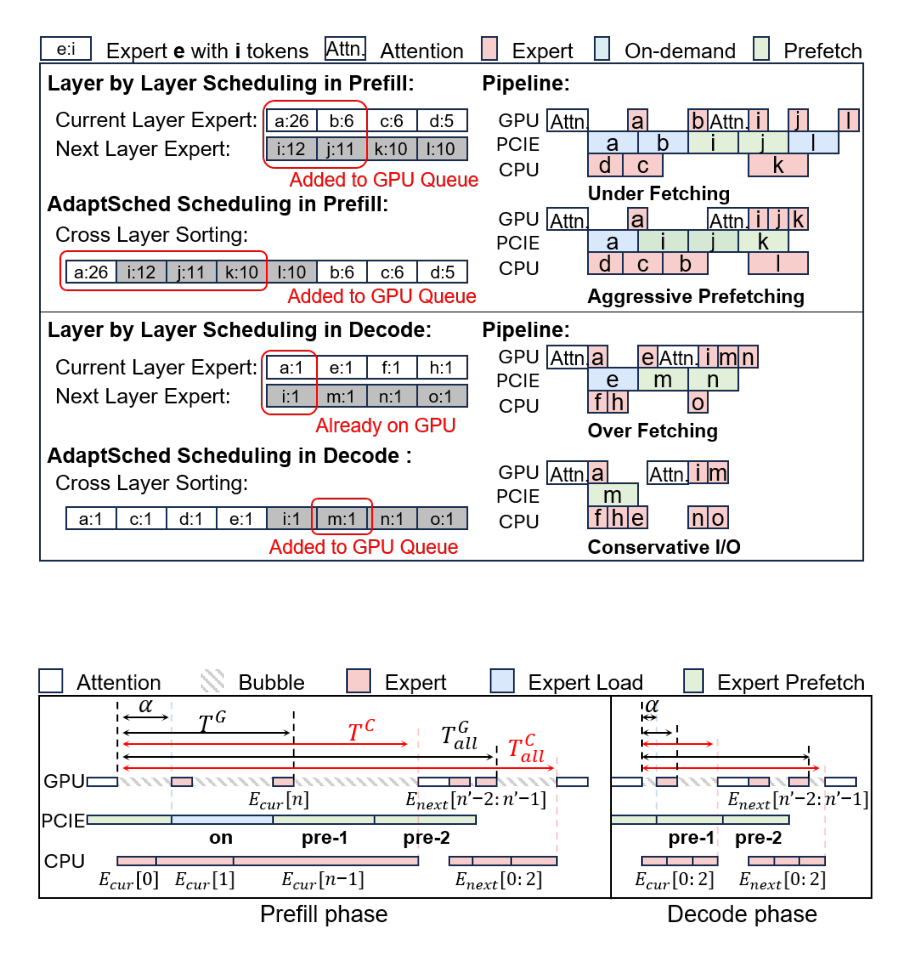 e:i Expert e with i tokens Attn. Attention Expert On-demand Prefetch
Layer by Layer Scheduling in Prefill:
Current Layer Expert: a:26 b:6 c:6 d:5
Next Layer Expert: i:12 j:11 k:10 l:10
Added to GPU Queue
Pipeline:
GPU Attn. a b Attn. i j l
PCIE a b i j l
CPU d c k
Under Fetching
AdaptSched Scheduling in Prefill:
Cross Layer Sorting:
a:26 i:12 j:11 k:10 l:10 b:6 c:6 d:5
Added to GPU Queue
GPU Attn. a Attn. i j k
PCIE a i j k
CPU d c b l
Aggressive Prefetching
Layer by Layer Scheduling in Decode:
Current Layer Expert: a:1 e:1 f:1 h:1
Next Layer Expert: i:1 m:1 n:1 o:1
Already on GPU
Pipeline:
GPU Attn. a e Attn. i m n
PCIE e m n
CPU f h o
Over Fetching
AdaptSched Scheduling in Decode :
Cross Layer Sorting:
a:1 c:1 d:1 e:1 i:1 m:1 n:1 o:1
Added to GPU Queue
GPU Attn. a Attn. i m
PCIE m
CPU f h e n o
Conservative I/O
Attention Bubble Expert Expert Load Expert Prefetch
α T^G T^C T^G_all T^C_all
α
GPU
E_cur[n] E_next[n'-2: n'-1] E_next[n'-2: n'-1]
PCIE
on pre-1 pre-2 pre-1 pre-2
CPU
E_cur[0] E_cur[1] E_cur[n-1] E_next[0: 2] E_cur[0: 2] E_next[0: 2]
Prefill phase Decode phase